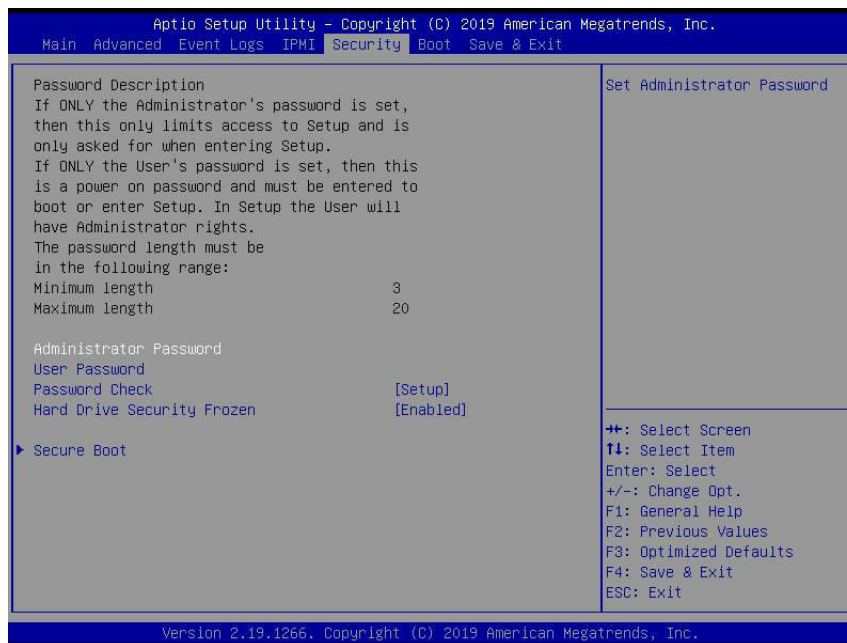 Aptio Setup Utility – Copyright (C) 2019 American Megatrends, Inc.
Main Advanced Event Logs IPMI Security Boot Save & Exit
Password Description
If ONLY the Administrator's password is set,
then this only limits access to Setup and is
only asked for when entering Setup.
If ONLY the User's password is set, then this
is a power on password and must be entered to
boot or enter Setup. In Setup the User will
have Administrator rights.
The password length must be
in the following range:
Minimum length 3
Maximum length 20
Administrator Password
User Password
Password Check [Setup]
Hard Drive Security Frozen [Enabled]
Secure Boot
Set Administrator Password
→←: Select Screen
↑↓: Select Item
Enter: Select
+/-: Change Opt.
F1: General Help
F2: Previous Values
F3: Optimized Defaults
F4: Save & Exit
ESC: Exit
Version 2.19.1266. Copyright (C) 2019 American Megatrends, Inc.